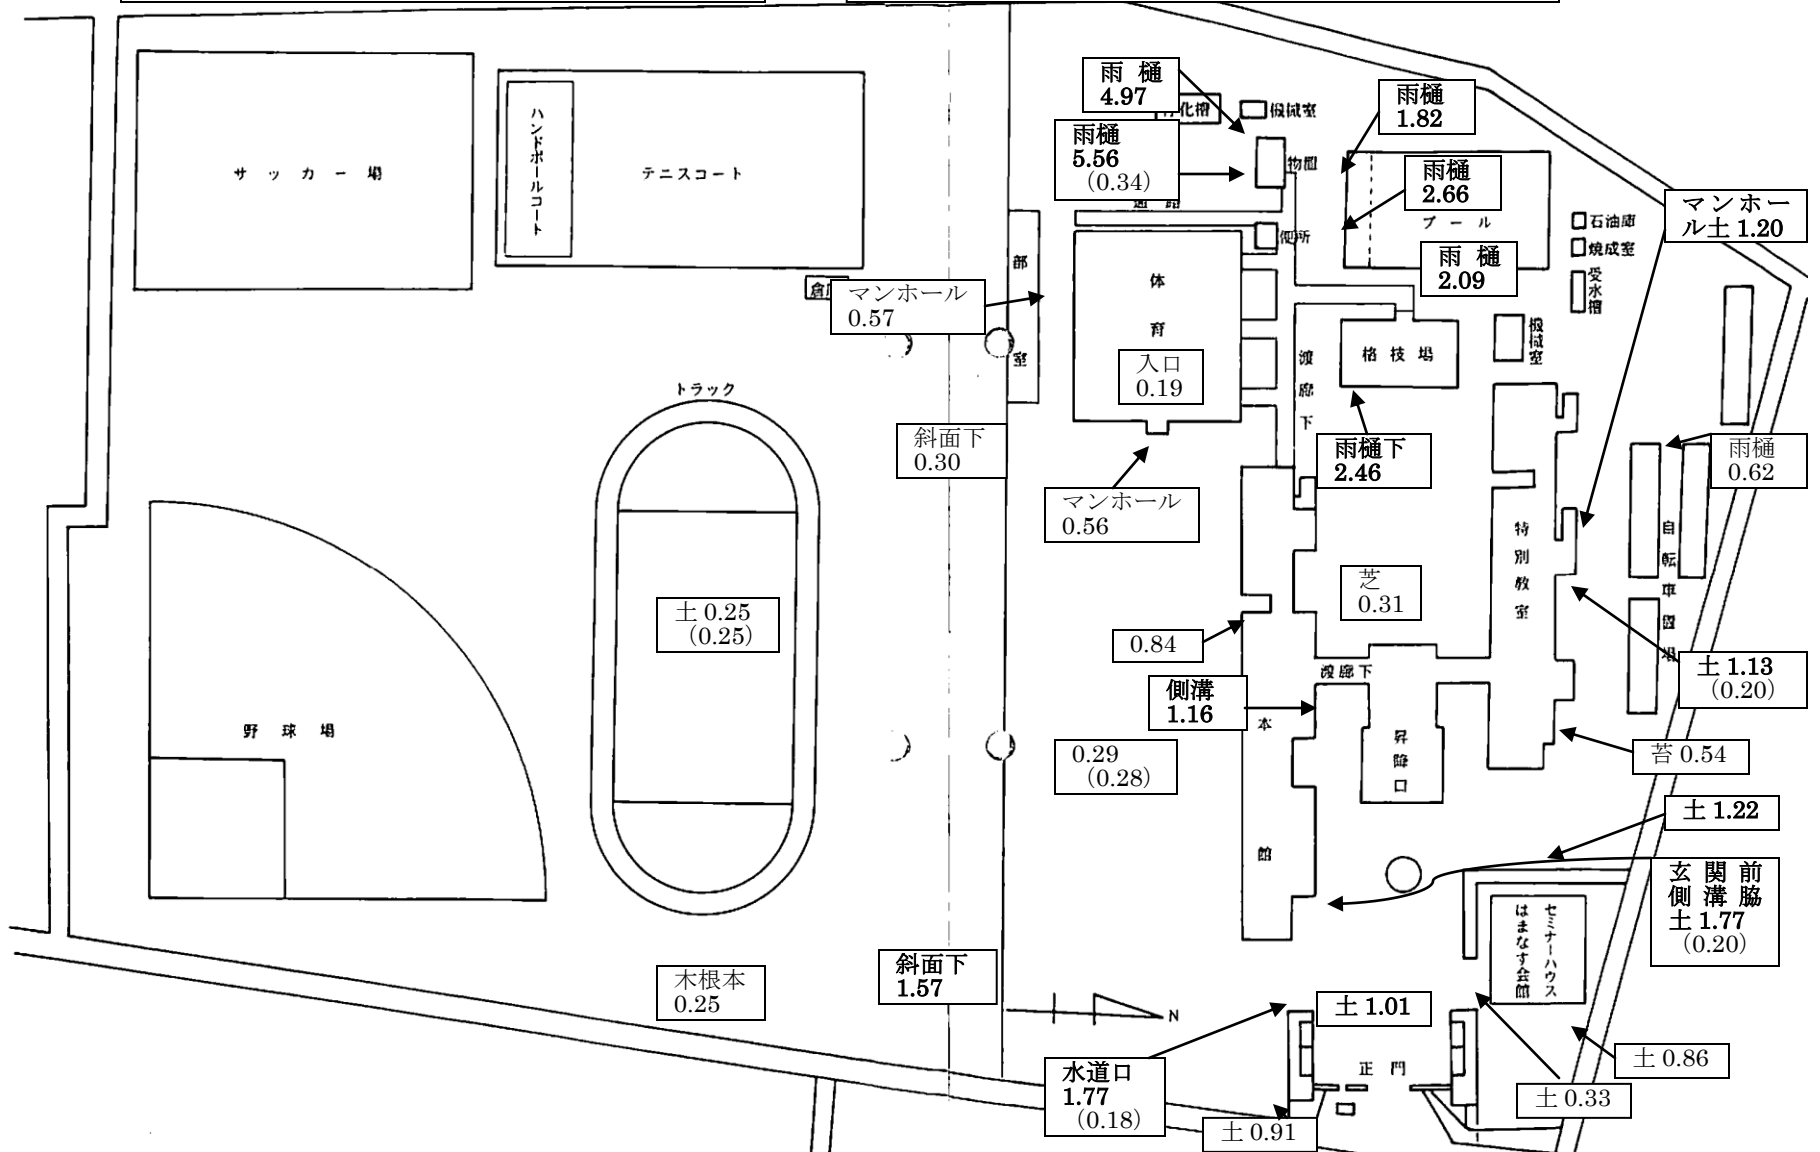 サッカー場
ハンドボールコート
テニスコート
雨樋
4.97
化槽
機械室
雨樋
5.56
（0.34）
物置
雨樋
1.82
雨樋
2.66
プール
雨樋
2.09
マンホー
ル土 1.20
石油庫
焼成室
受水槽
機械室
便所
部室
マンホール
0.57
体育
入口
0.19
渡廊下
格技場
雨樋下
2.46
雨樋
0.62
トラック
斜面下
0.30
マンホール
0.56
特別教室
自転車置場
芝
0.31
土 0.25
（0.25）
0.84
渡廊下
側溝
1.16
土 1.13
（0.20）
野球場
本館
0.29
（0.28）
昇降口
苔 0.54
土 1.22
玄関前
側溝脇
土 1.77
（0.20）
セミナーハウス
はまなす会館
木根本
0.25
斜面下
1.57
N
土 1.01
水道口
1.77
（0.18）
正門
土 0.86
土 0.33
土 0.91